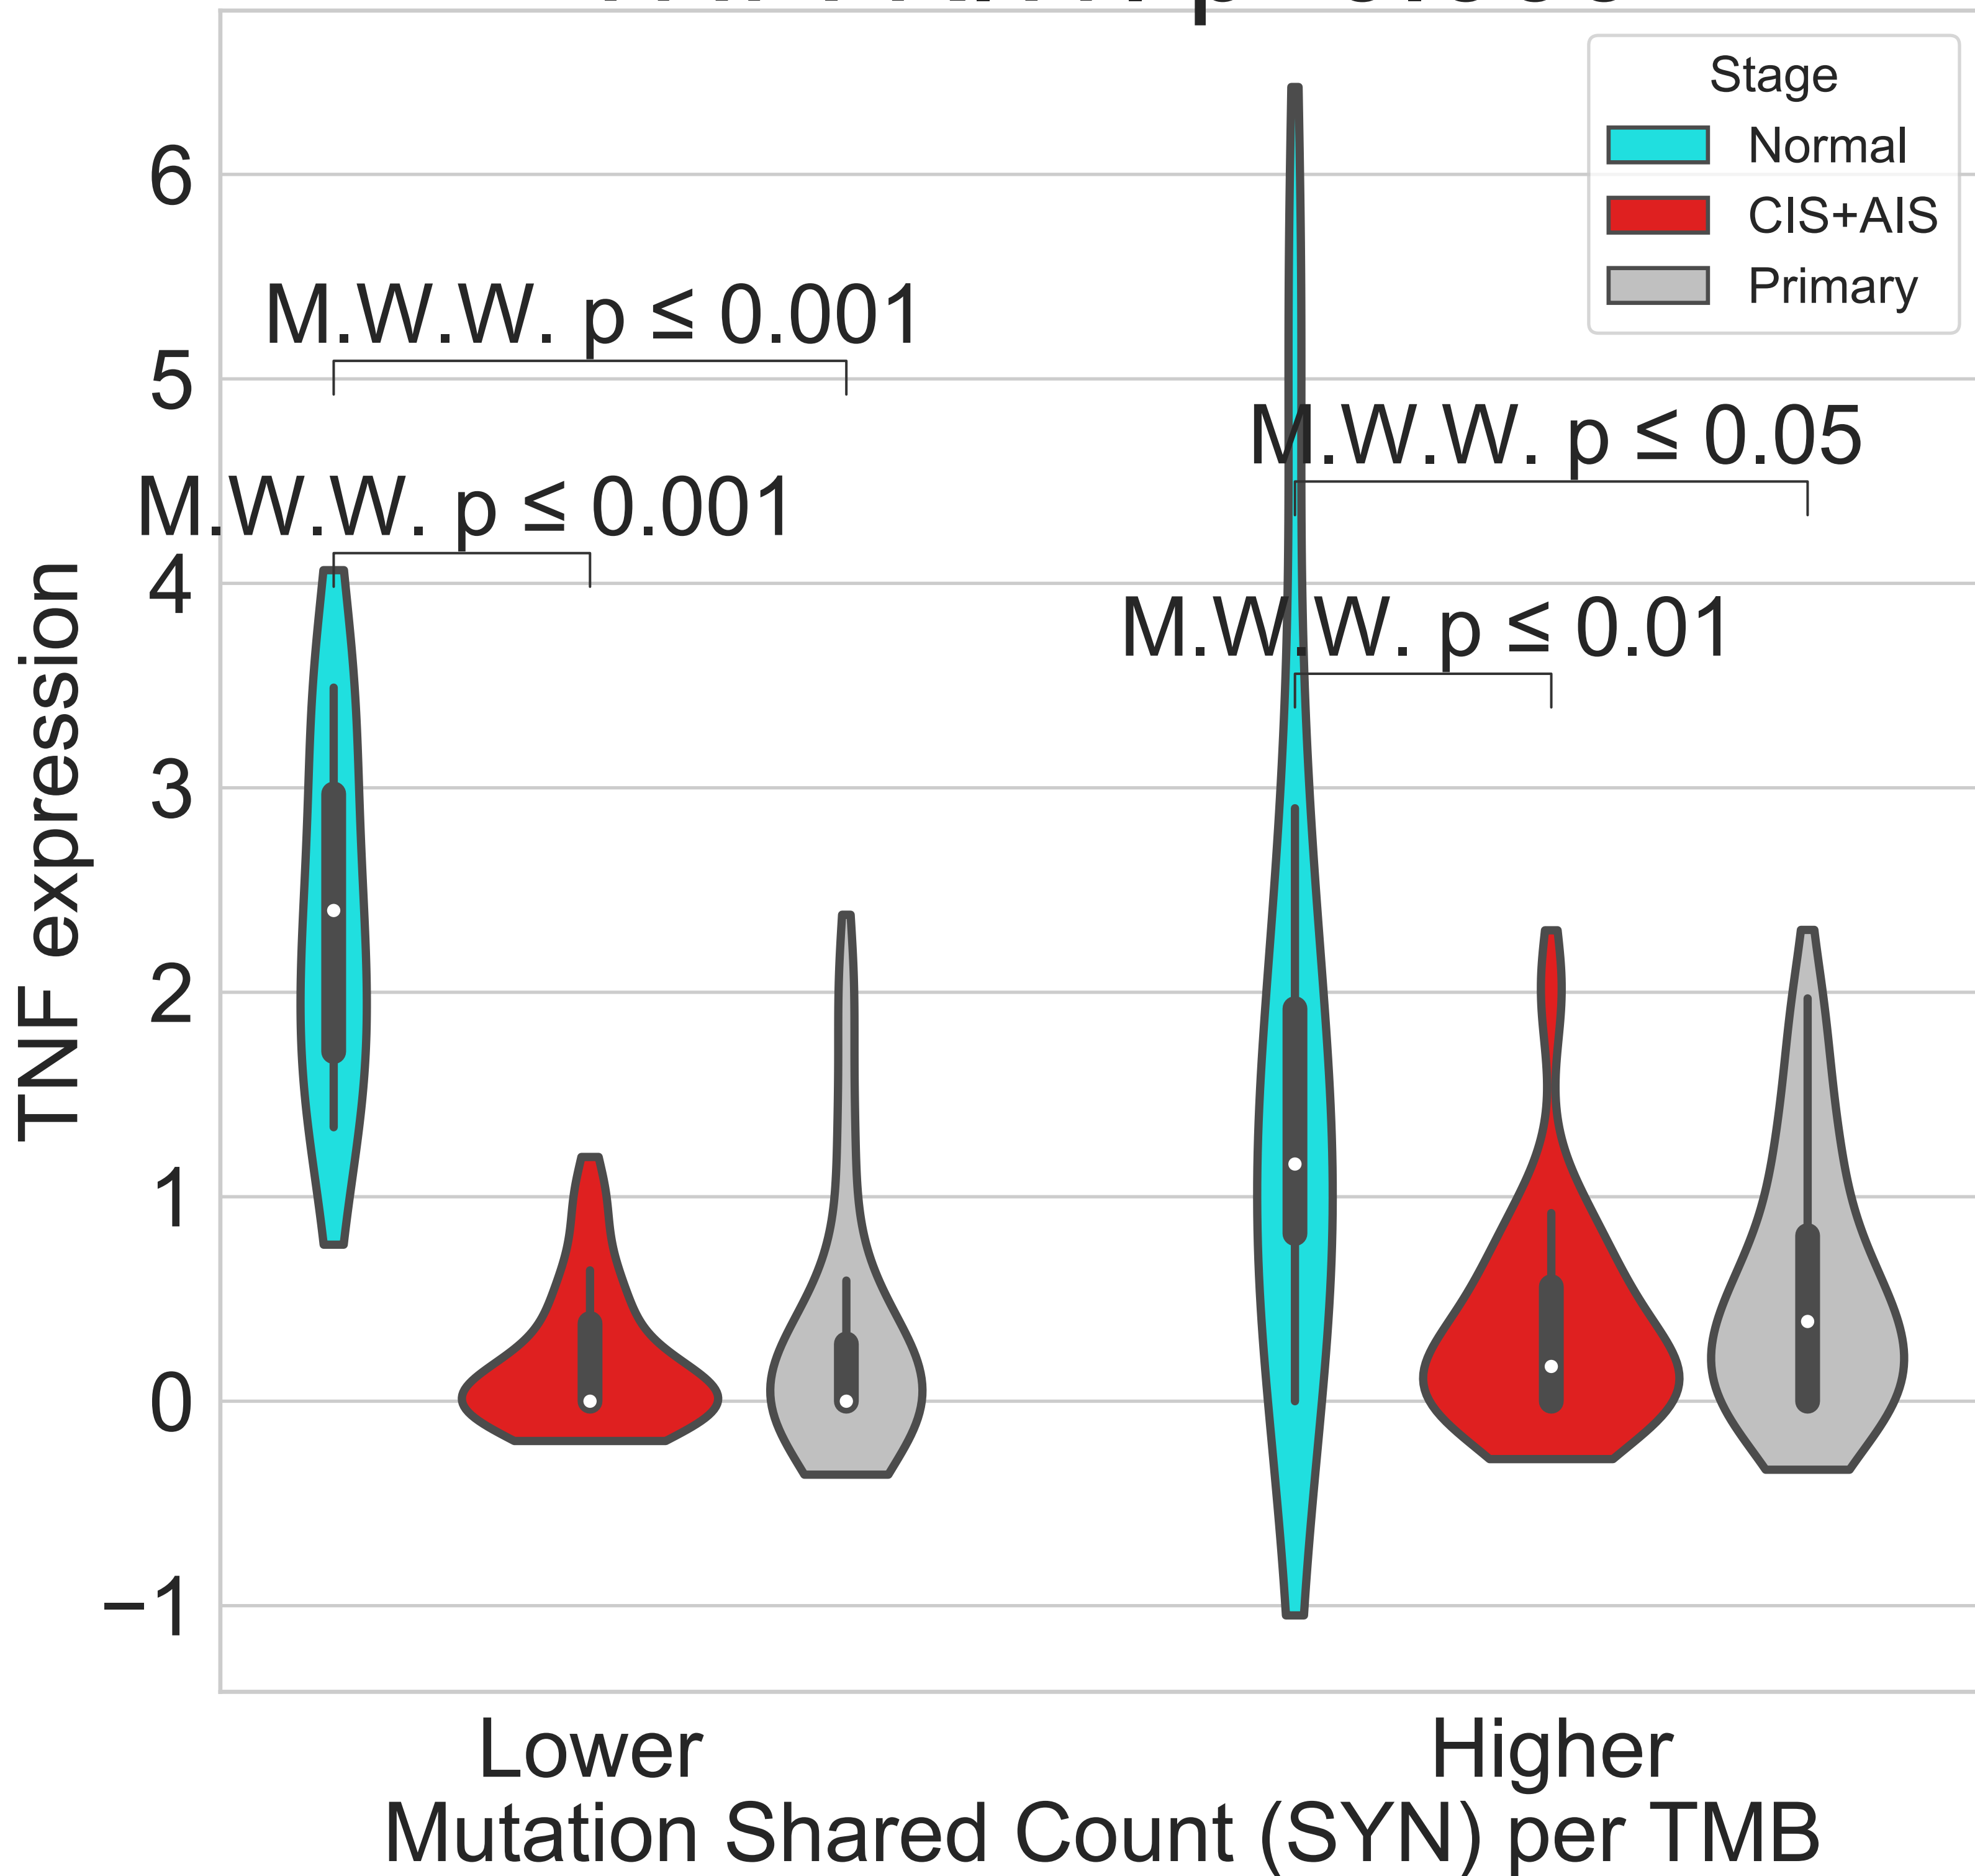 Stage
Normal
CIS+AIS
Primary
6
5
4
3
2
1
0
−1
TNF expression
M.W.W. p ≤ 0.001
M.W.W. p ≤ 0.001
M.W.W. p ≤ 0.05
M.W.W. p ≤ 0.01
Lower
Higher
Mutation Shared Count (SYN) per TMB